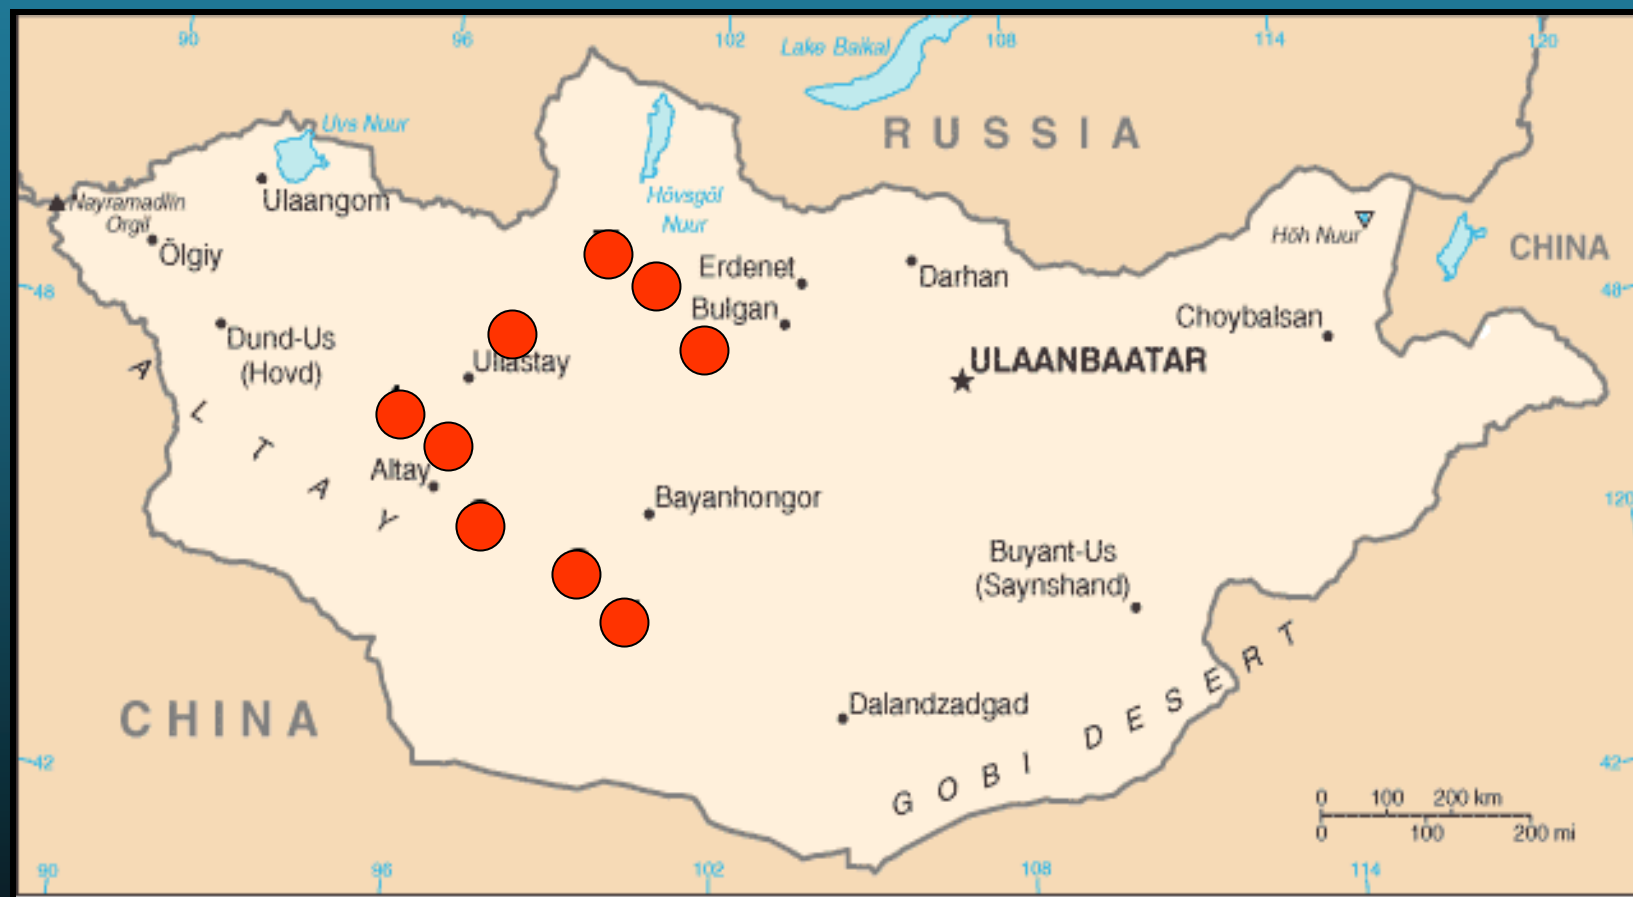 90
96
102
108
114
120
Lake Baikal
Uvs Nuur
RUSSIA
Nayramadlin
Orgil
Ulaangom
Hövsgöl
Nuur
Höh Nuur
CHINA
Ölgiy
Erdenet
Darhan
48
48
Bulgan
Choybalsan
Dund-Us
(Hovd)
Uliastay
ULAANBAATAR
ALTAY
Altay
Bayanhongor
120
Buyant-Us
(Saynshand)
CHINA
Dalandzadgad
GOBI DESERT
42
42
0 100 200 km
0 100 200 mi
90
96
102
108
114